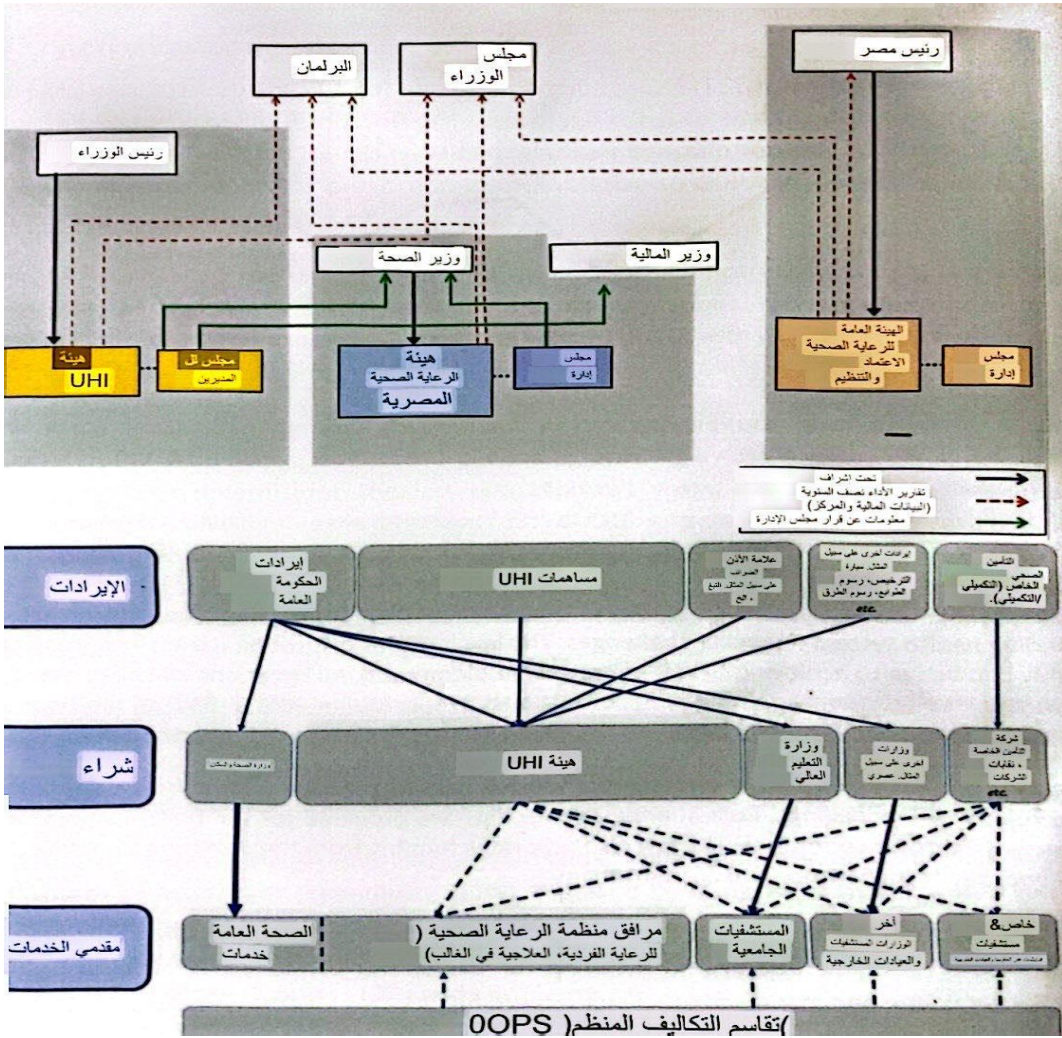 رئيس مصر
مجلس
الوزراء
البرلمان
رئيس الوزراء
وزير المالية
وزير الصحة
الهيئة العامة
للرعاية الصحية
الاعتماد
والتنظيم
مجلس
إدارة
مجلس
إدارة
هيئة
الرعاية الصحية
المصرية
مجلس لل
المديرين
هيئة
UHI
تحت اشراف
تقارير الأداء نصف السنوية
(البيانات المالية والمركز)
معلومات عن قرار مجلس الإدارة
الإيرادات
إيرادات
الحكومة
العامة
مساهمات UHI
علامة الأذن
الضرائب
على سبيل المثال, التبغ
، الخ
إيرادات أخرى على سبيل
المثال, سيارة
الترخيص، رسوم
الطوابع، رسوم الطرق
etc.
التأمين
الصحي
الخاص (التكميلي
/التكميلي).
شراء
وزارة الصحة والسكان
هيئة UHI
وزارة
التعليم
العالي
وزارات
أخرى على سبيل
المثال, عصري
شركة
التأمين الخاصة
، نقابات
الشركات
etc.
مقدمي الخدمات
الصحة العامة
خدمات
مرافق منظمة الرعاية الصحية (
للرعاية الفردية، العلاجية في الغالب)
المستشفيات
الجامعية
آخر
الوزارات المستشفيات
والعيادات الخارجية
خاص&
مستشفيات
)تقاسم التكاليف المنظم( 0OPS